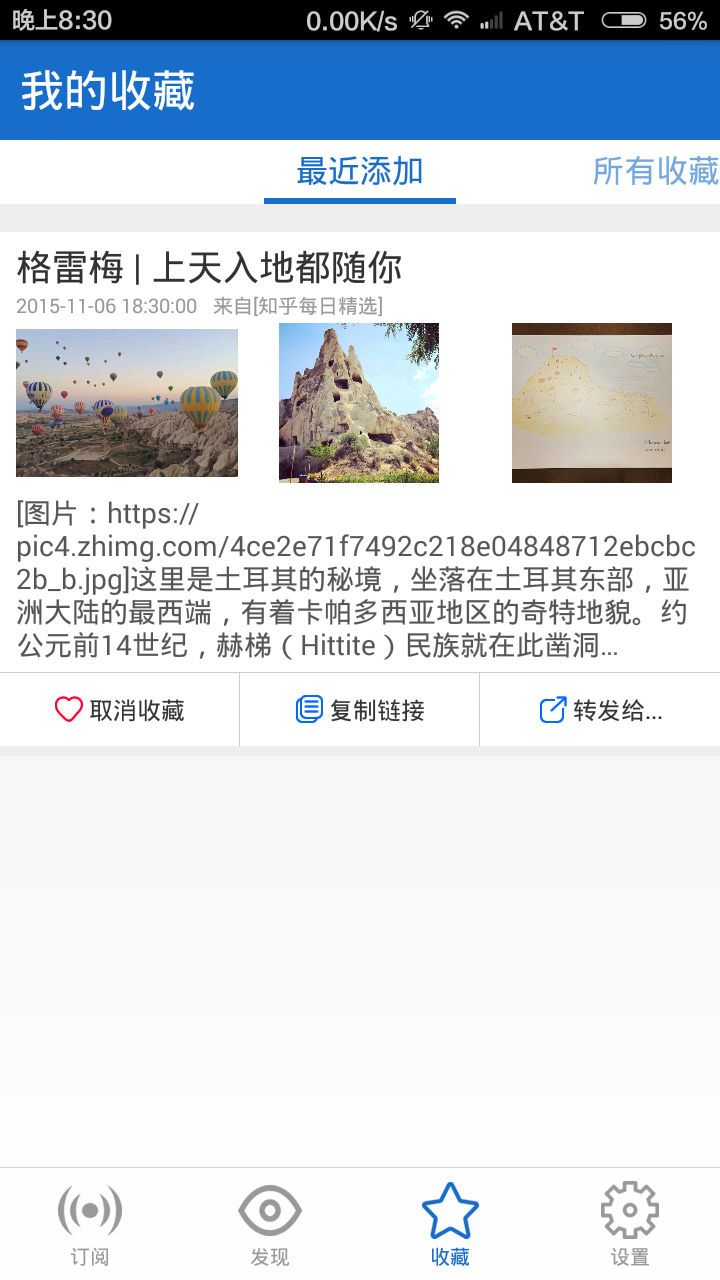 晚上8:30
0.00K/s
AT&T
56%
我的收藏
最近添加
所有收藏
格雷梅 | 上天入地都随你
2015-11-06 18:30:00 来自[知乎每日精选]
[图片：https://
pic4.zhimg.com/4ce2e71f7492c218e04848712ebcbc
2b_b.jpg]这里是土耳其的秘境，坐落在土耳其东部，亚
洲大陆的最西端，有着卡帕多西亚地区的奇特地貌。约
公元前14世纪，赫梯（Hittite）民族就在此凿洞...
取消收藏
复制链接
转发给...
订阅
发现
收藏
设置